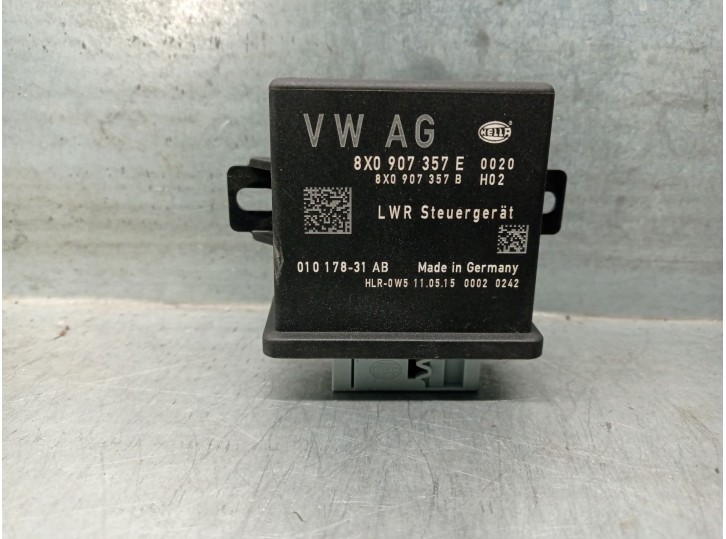 VW AG
HELLA
8X0 907 357 E 0020
8X0 907 357 B H02
LWR Steuergerät
010 178-31 AB Made in Germany
HLR-0W5 11.05.15 0002 0242